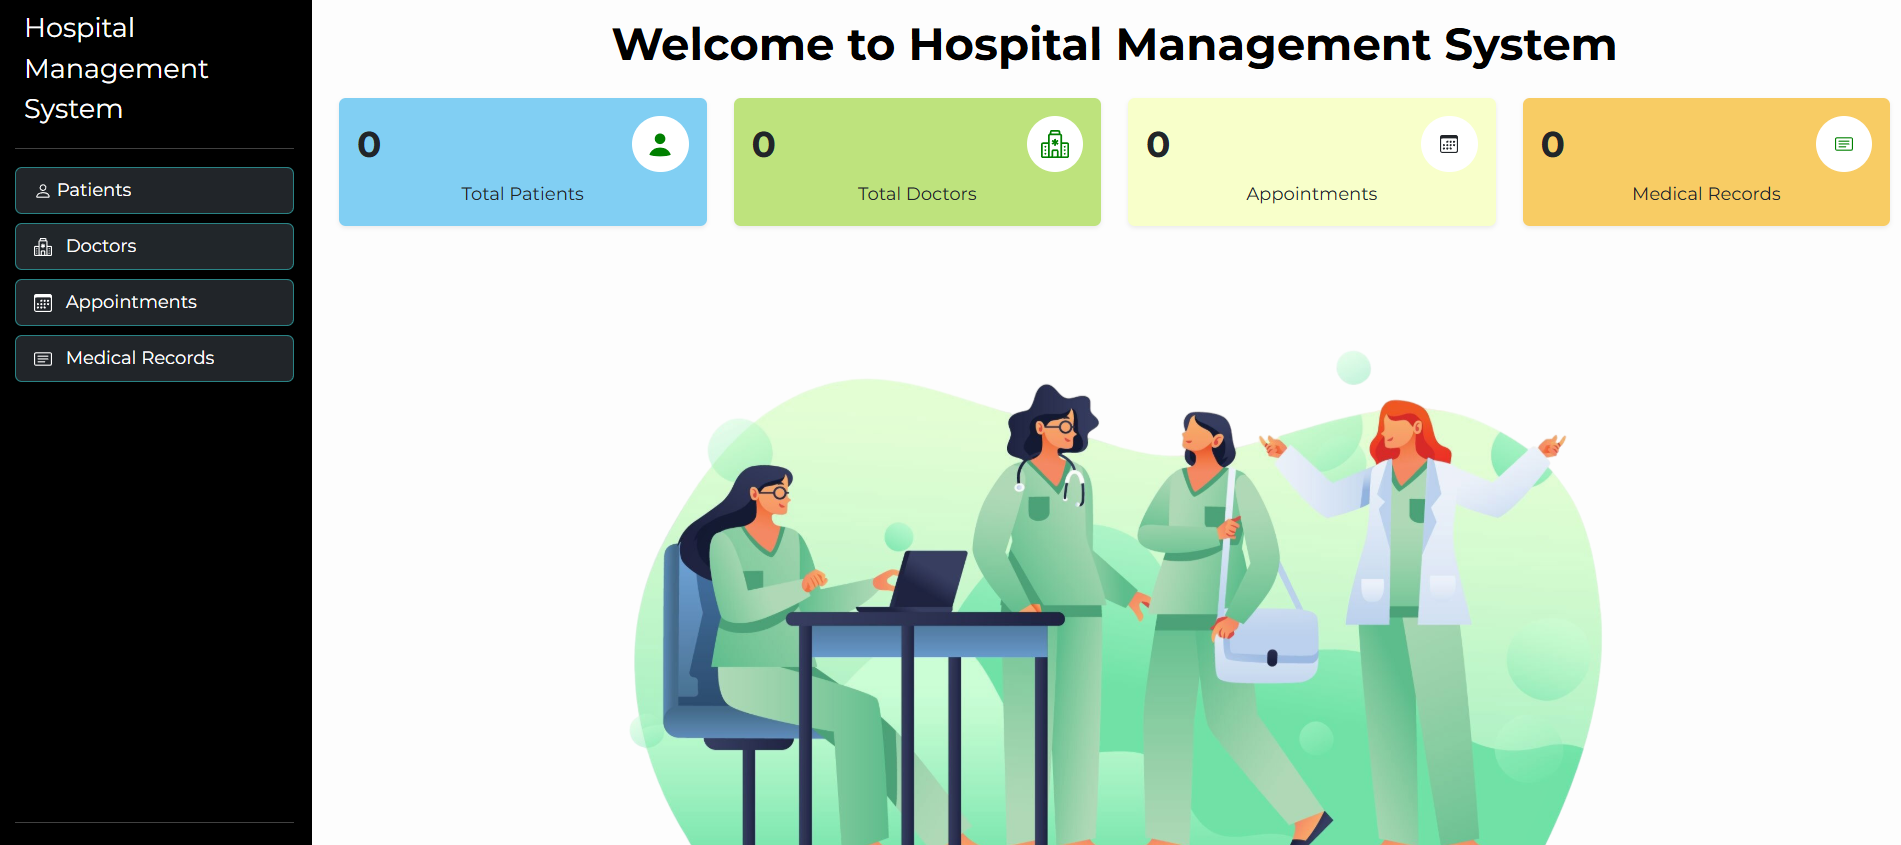 Hospital
Management
System
Patients
Doctors
Appointments
Medical Records
Welcome to Hospital Management System
0
Total Patients
0
Total Doctors
0
Appointments
0
Medical Records